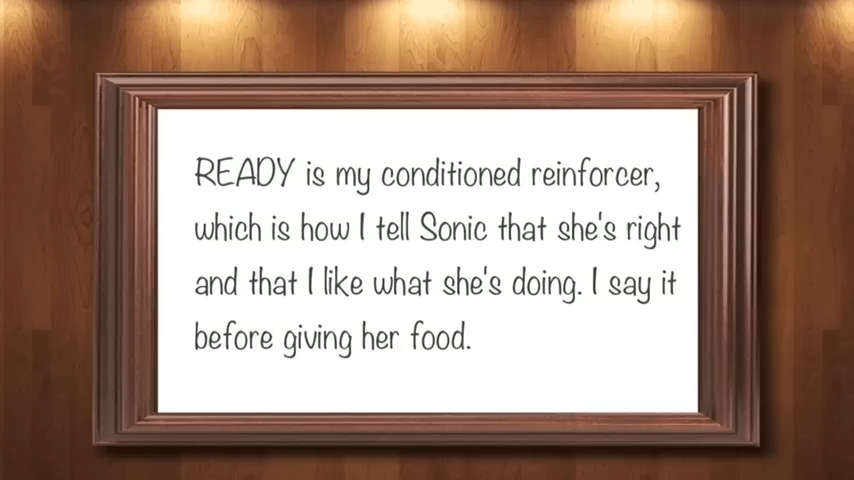 READY is my conditioned reinforcer,
which is how I tell Sonic that she's right
and that I like what she's doing. I say it
before giving her food.